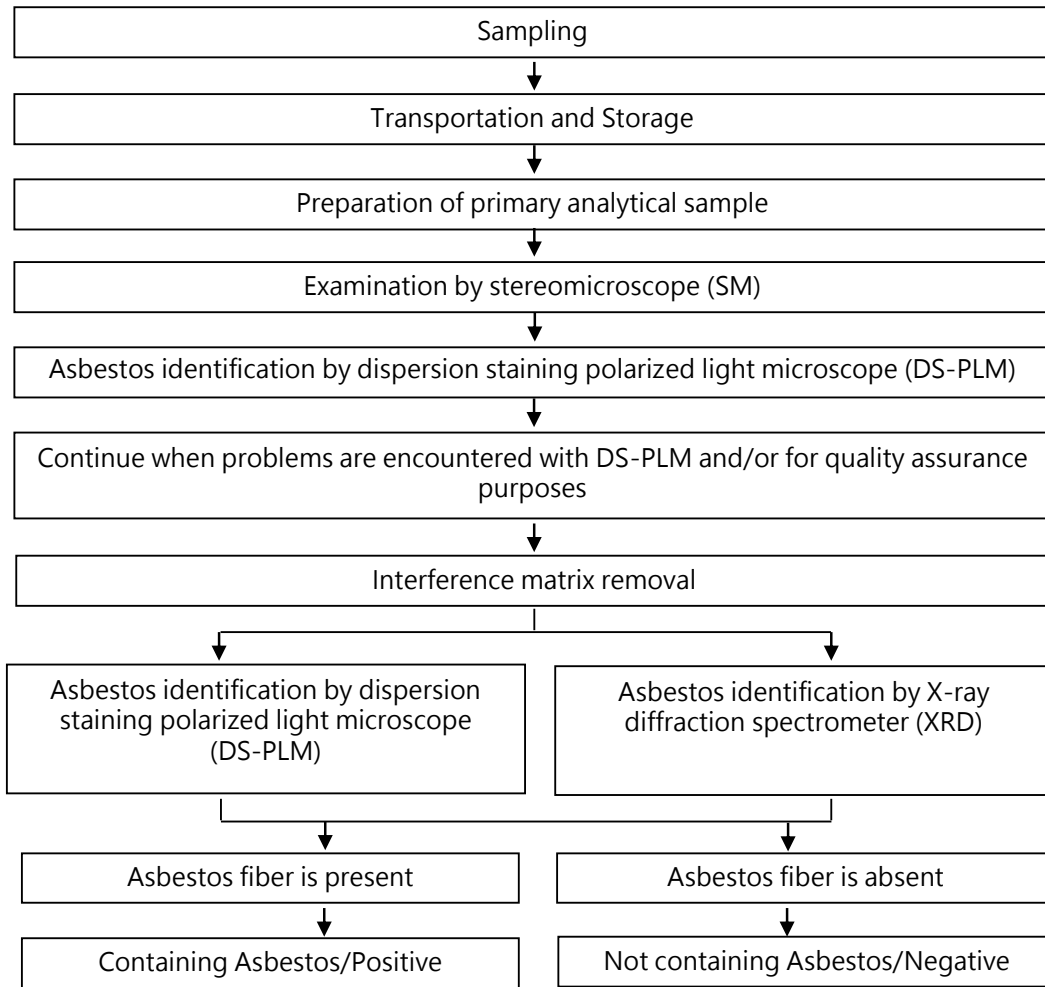 Sampling
Transportation and Storage
Preparation of primary analytical sample
Examination by stereomicroscope (SM)
Asbestos identification by dispersion staining polarized light microscope (DS-PLM)
Continue when problems are encountered with DS-PLM and/or for quality assurance
purposes
Interference matrix removal
Asbestos identification by dispersion
staining polarized light microscope
(DS-PLM)
Asbestos identification by X-ray
diffraction spectrometer (XRD)
Asbestos fiber is present
Asbestos fiber is absent
Containing Asbestos/Positive
Not containing Asbestos/Negative